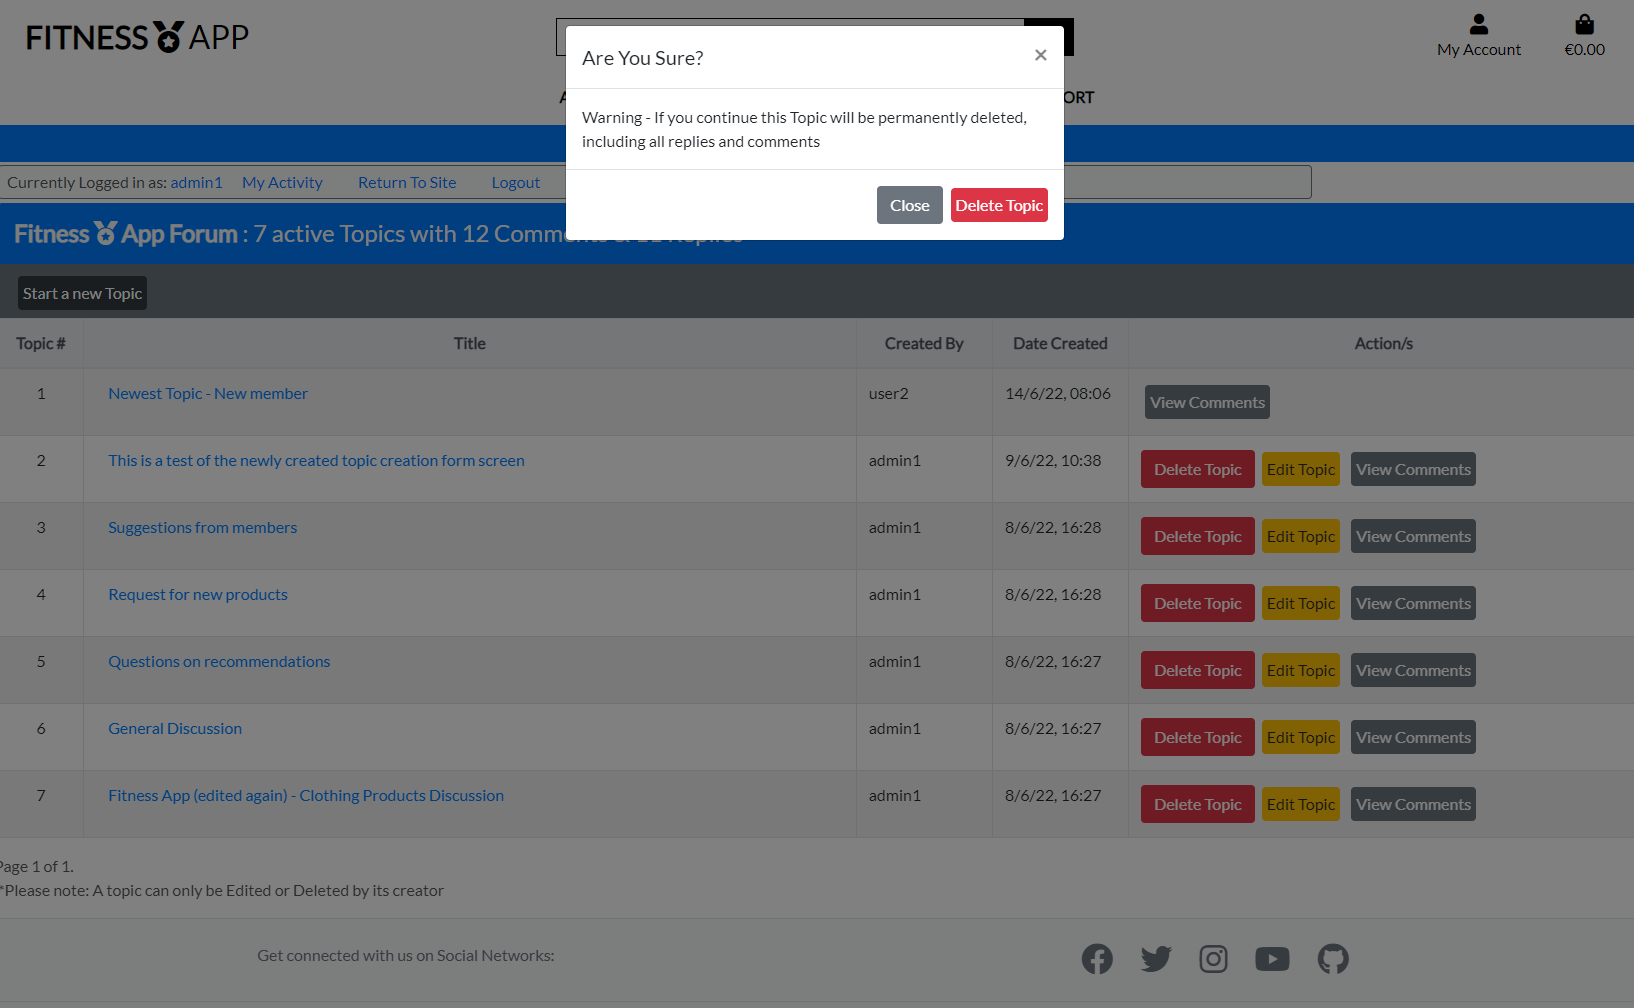 FITNESS APP
My Account
€0.00
Are You Sure?
×
ORT
Warning - If you continue this Topic will be permanently deleted,
including all replies and comments
Close
Delete Topic
Currently Logged in as: admin1 My Activity Return To Site Logout
Fitness App Forum : 7 active Topics with 12 Comm
Start a new Topic
Topic # Title Created By Date Created Action/s
1 Newest Topic - New member user2 14/6/22, 08:06 View Comments
2 This is a test of the newly created topic creation form screen admin1 9/6/22, 10:38 Delete Topic Edit Topic View Comments
3 Suggestions from members admin1 8/6/22, 16:28 Delete Topic Edit Topic View Comments
4 Request for new products admin1 8/6/22, 16:28 Delete Topic Edit Topic View Comments
5 Questions on recommendations admin1 8/6/22, 16:27 Delete Topic Edit Topic View Comments
6 General Discussion admin1 8/6/22, 16:27 Delete Topic Edit Topic View Comments
7 Fitness App (edited again) - Clothing Products Discussion admin1 8/6/22, 16:27 Delete Topic Edit Topic View Comments
Page 1 of 1.
*Please note: A topic can only be Edited or Deleted by its creator
Get connected with us on Social Networks: